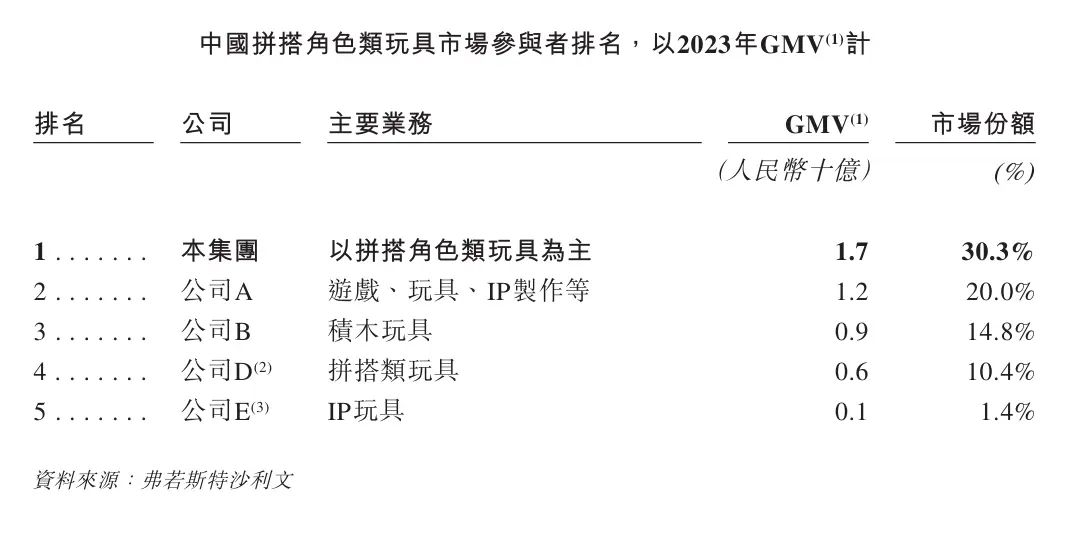 中國拼搭角色類玩具市場參與者排名，以2023年GMV(1)計
排名 公司 主要業務 GMV(1) 市場份額
(人民幣十億) (%)
1 ....... 本集團 以拼搭角色類玩具為主 1.7 30.3%
2 ....... 公司A 遊戲、玩具、IP製作等 1.2 20.0%
3 ....... 公司B 積木玩具 0.9 14.8%
4 ....... 公司D(2) 拼搭類玩具 0.6 10.4%
5 ....... 公司E(3) IP玩具 0.1 1.4%
資料來源：弗若斯特沙利文